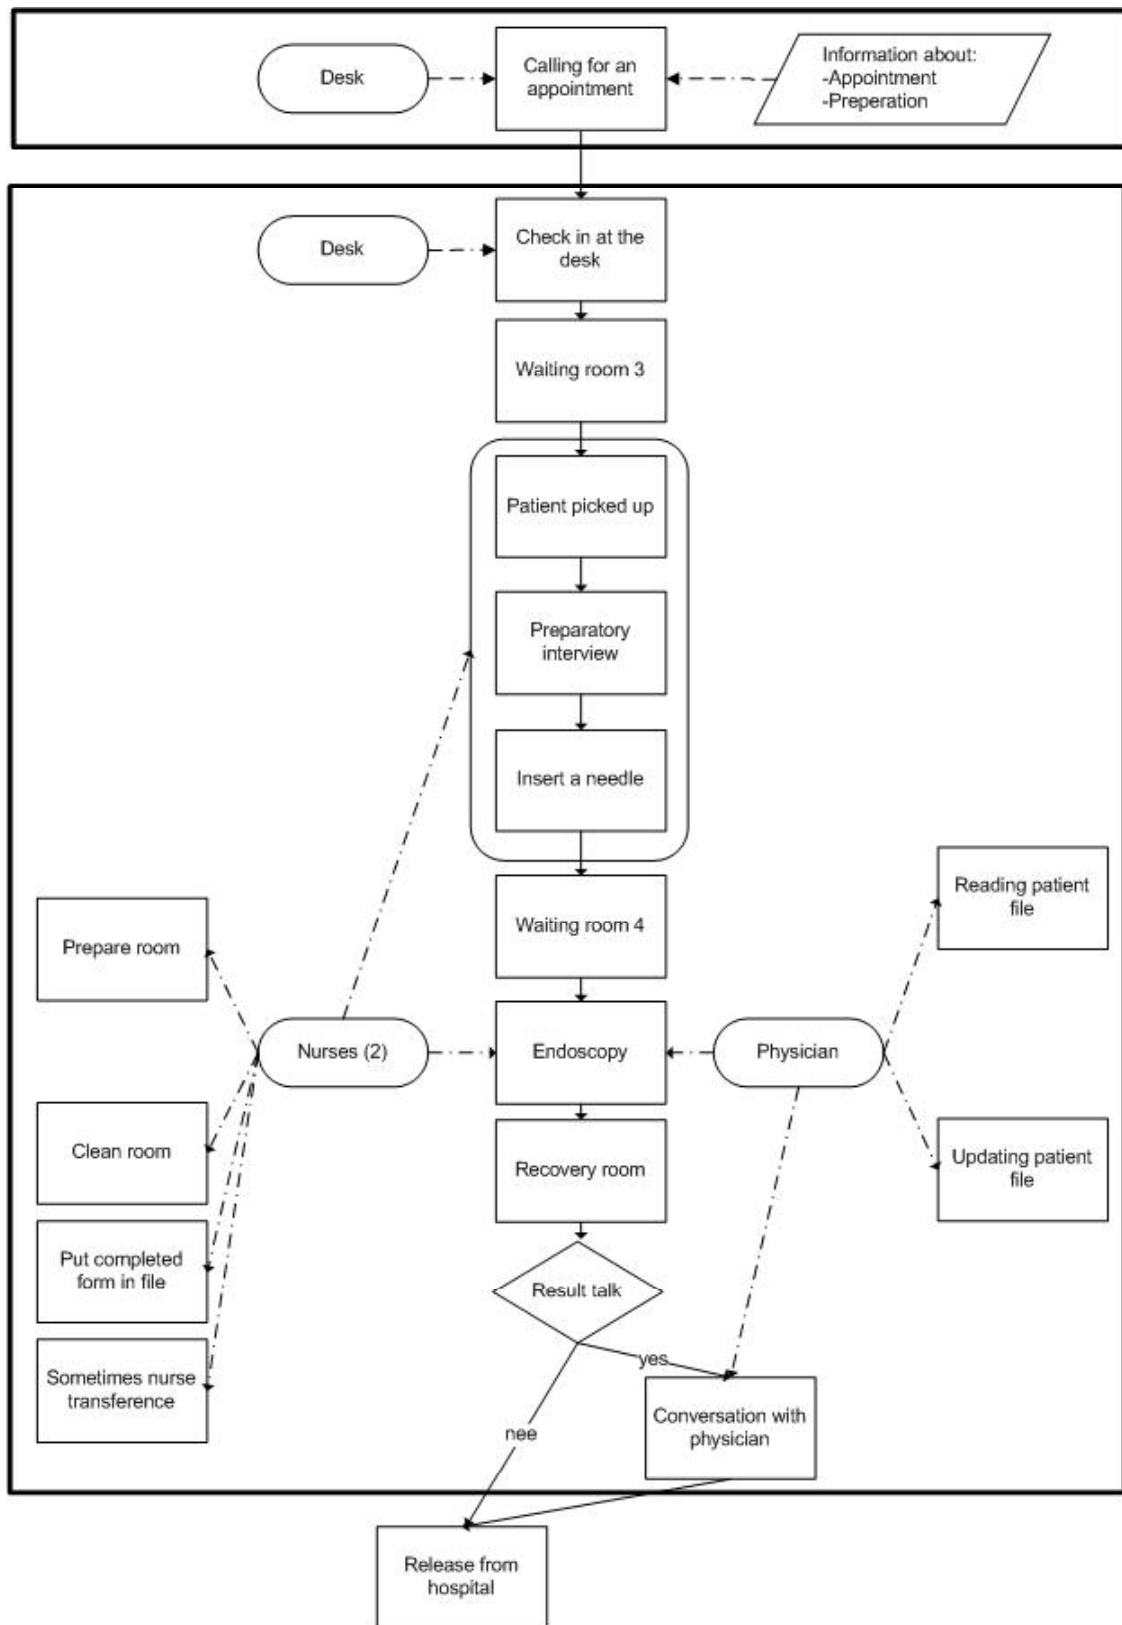 Desk
Calling for an
appointment
Information about:
-Appointment
-Preperation
Desk
Check in at the
desk
Waiting room 3
Patient picked up
Preparatory
interview
Insert a needle
Reading patient
file
Waiting room 4
Prepare room
Nurses (2)
Endoscopy
Physician
Clean room
Recovery room
Updating patient
file
Put completed
form in file
Result talk
Sometimes nurse
transference
yes
Conversation with
physician
nee
Release from
hospital